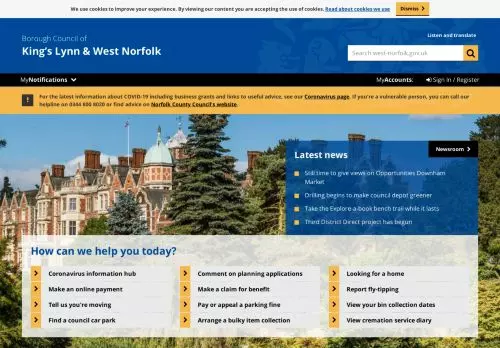 We use cookies to improve your experience. By viewing our content you are accepting the use of cookies. Read about cookies we use
Dismiss
Borough Council of
King's Lynn & West Norfolk
Listen and translate
Search west-norfolk.gov.uk
MyNotifications
MyAccounts:
Sign In / Register
For the latest information about COVID-19 including business grants and links to useful advice, see our Coronavirus page. If you're a vulnerable person, you can call our
helpline on 0344 800 8020 or find advice on Norfolk County Council's website.
Newsroom
Latest news
Still time to give views on Opportunities Downham
Market
Drilling begins to make council depot greener
Take the Explore-a-book bench trail while it lasts
Third District Direct project has begun
How can we help you today?
Coronavirus information hub
Comment on planning applications
Looking for a home
Make an online payment
Make a claim for benefit
Report fly-tipping
Tell us you're moving
Pay or appeal a parking fine
View your bin collection dates
Find a council car park
Arrange a bulky item collection
View cremation service diary